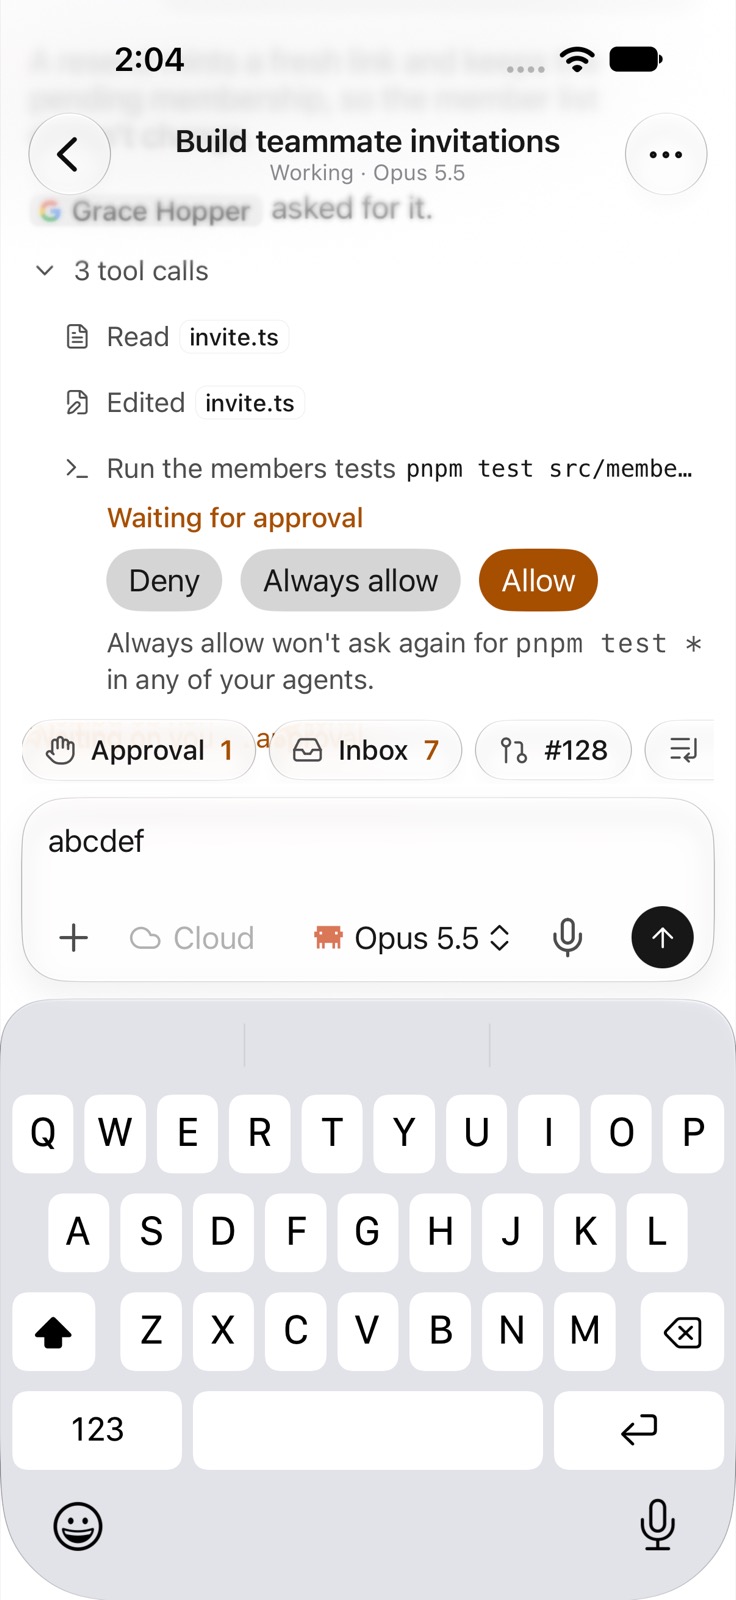 2:04
Build teammate invitations
Working · Opus 5.5
Grace Hopper asked for it.
3 tool calls
Read invite.ts
Edited invite.ts
Run the members tests pnpm test src/membe…
Waiting for approval
Deny Always allow Allow
Always allow won't ask again for pnpm test *
in any of your agents.
Approval 1 Inbox 7 #128
abcdef
Cloud Opus 5.5
Q W E R T Y U I O P
A S D F G H J K L
Z X C V B N M
123